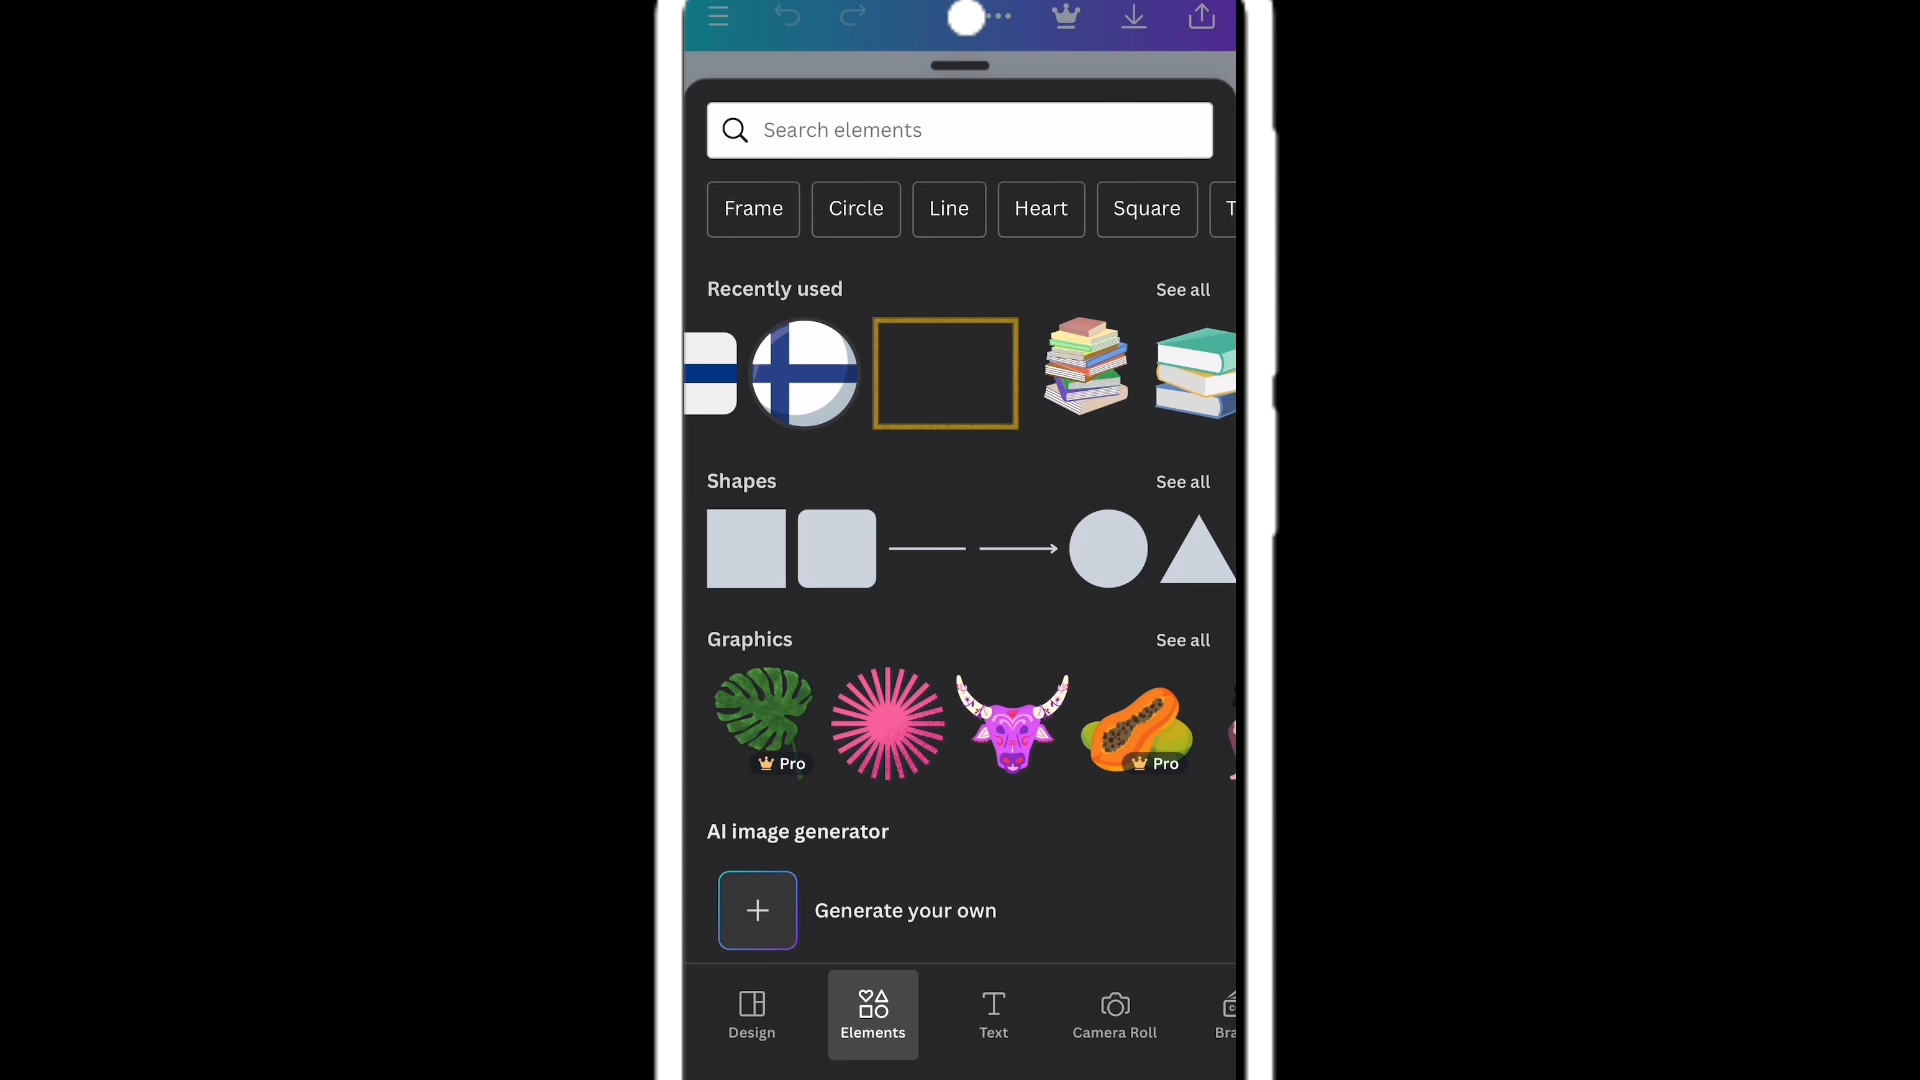 Search elements
Frame
Circle
Line
Heart
Square
T
Recently used
See all
Shapes
See all
Graphics
See all
Pro
Pro
AI image generator
Generate your own
Design
Elements
Text
Camera Roll
Bra